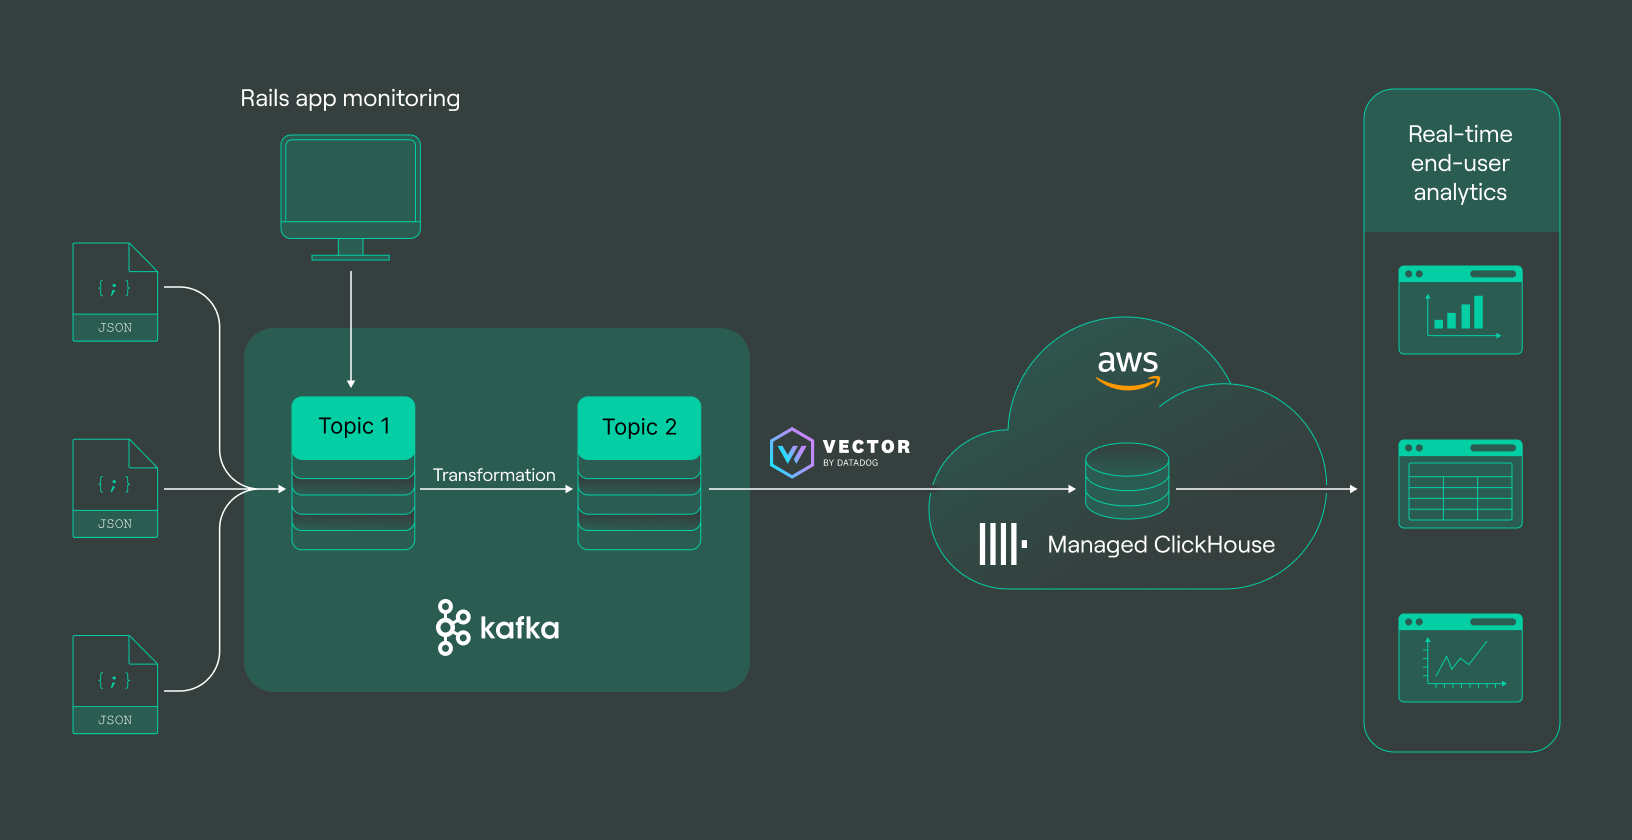 Rails app monitoring
{ ; }
JSON
{ ; }
JSON
{ ; }
JSON
Topic 1
Transformation
Topic 2
kafka
VECTOR
BY DATADOG
aws
Managed ClickHouse
Real-time
end-user
analytics